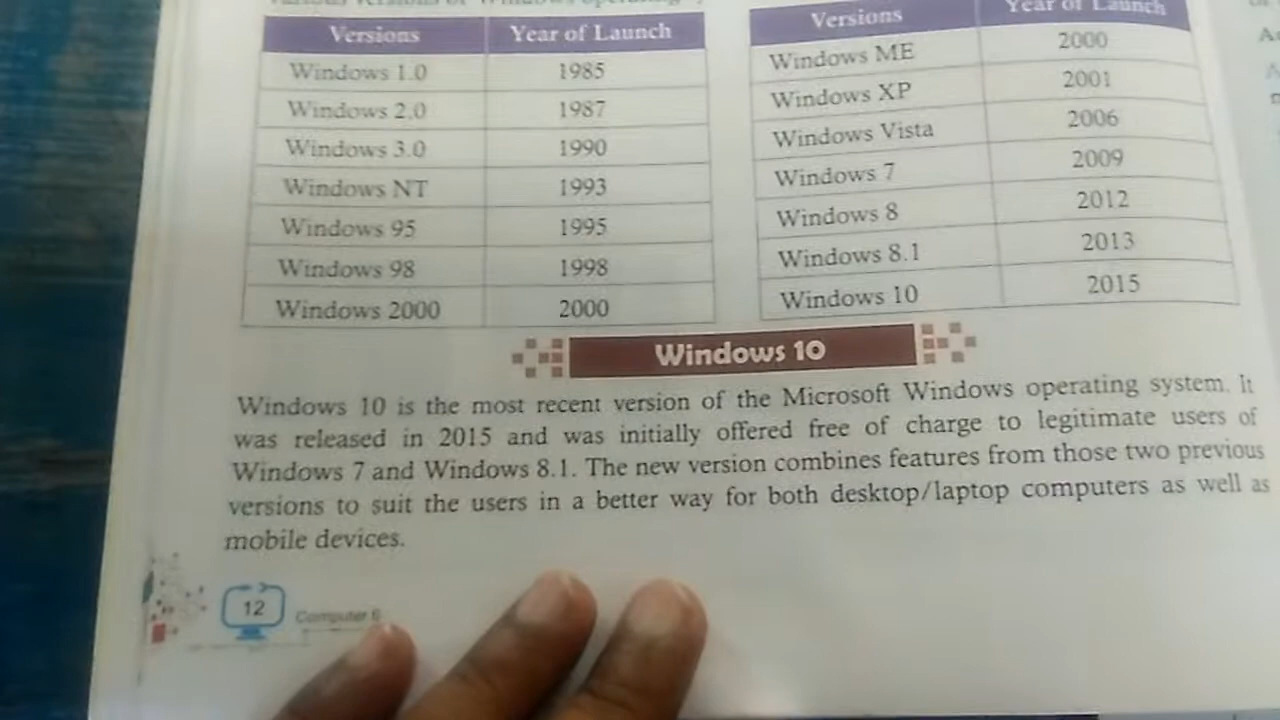 Versions Year of Launch
Windows 1.0 1985
Windows 2.0 1987
Windows 3.0 1990
Windows NT 1993
Windows 95 1995
Windows 98 1998
Windows 2000 2000
Versions Year of Launch
Windows ME 2000
Windows XP 2001
Windows Vista 2006
Windows 7 2009
Windows 8 2012
Windows 8.1 2013
Windows 10 2015
Windows 10
Windows 10 is the most recent version of the Microsoft Windows operating system. It
was released in 2015 and was initially offered free of charge to legitimate users of
Windows 7 and Windows 8.1. The new version combines features from those two previous
versions to suit the users in a better way for both desktop/laptop computers as well as
mobile devices.
12 Computer 6